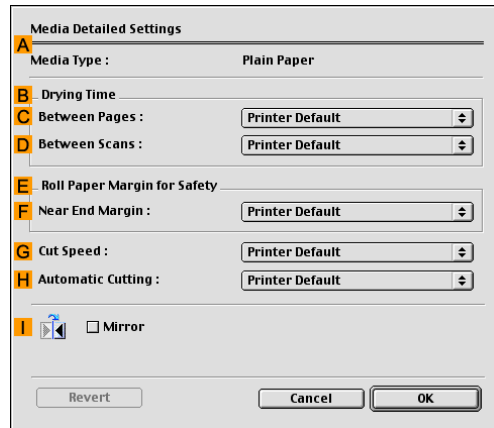 Media Detailed Settings
A
Media Type : Plain Paper
B Drying Time
C Between Pages : Printer Default
D Between Scans : Printer Default
E Roll Paper Margin for Safety
F Near End Margin : Printer Default
G Cut Speed : Printer Default
H Automatic Cutting : Printer Default
I Mirror
Revert Cancel OK